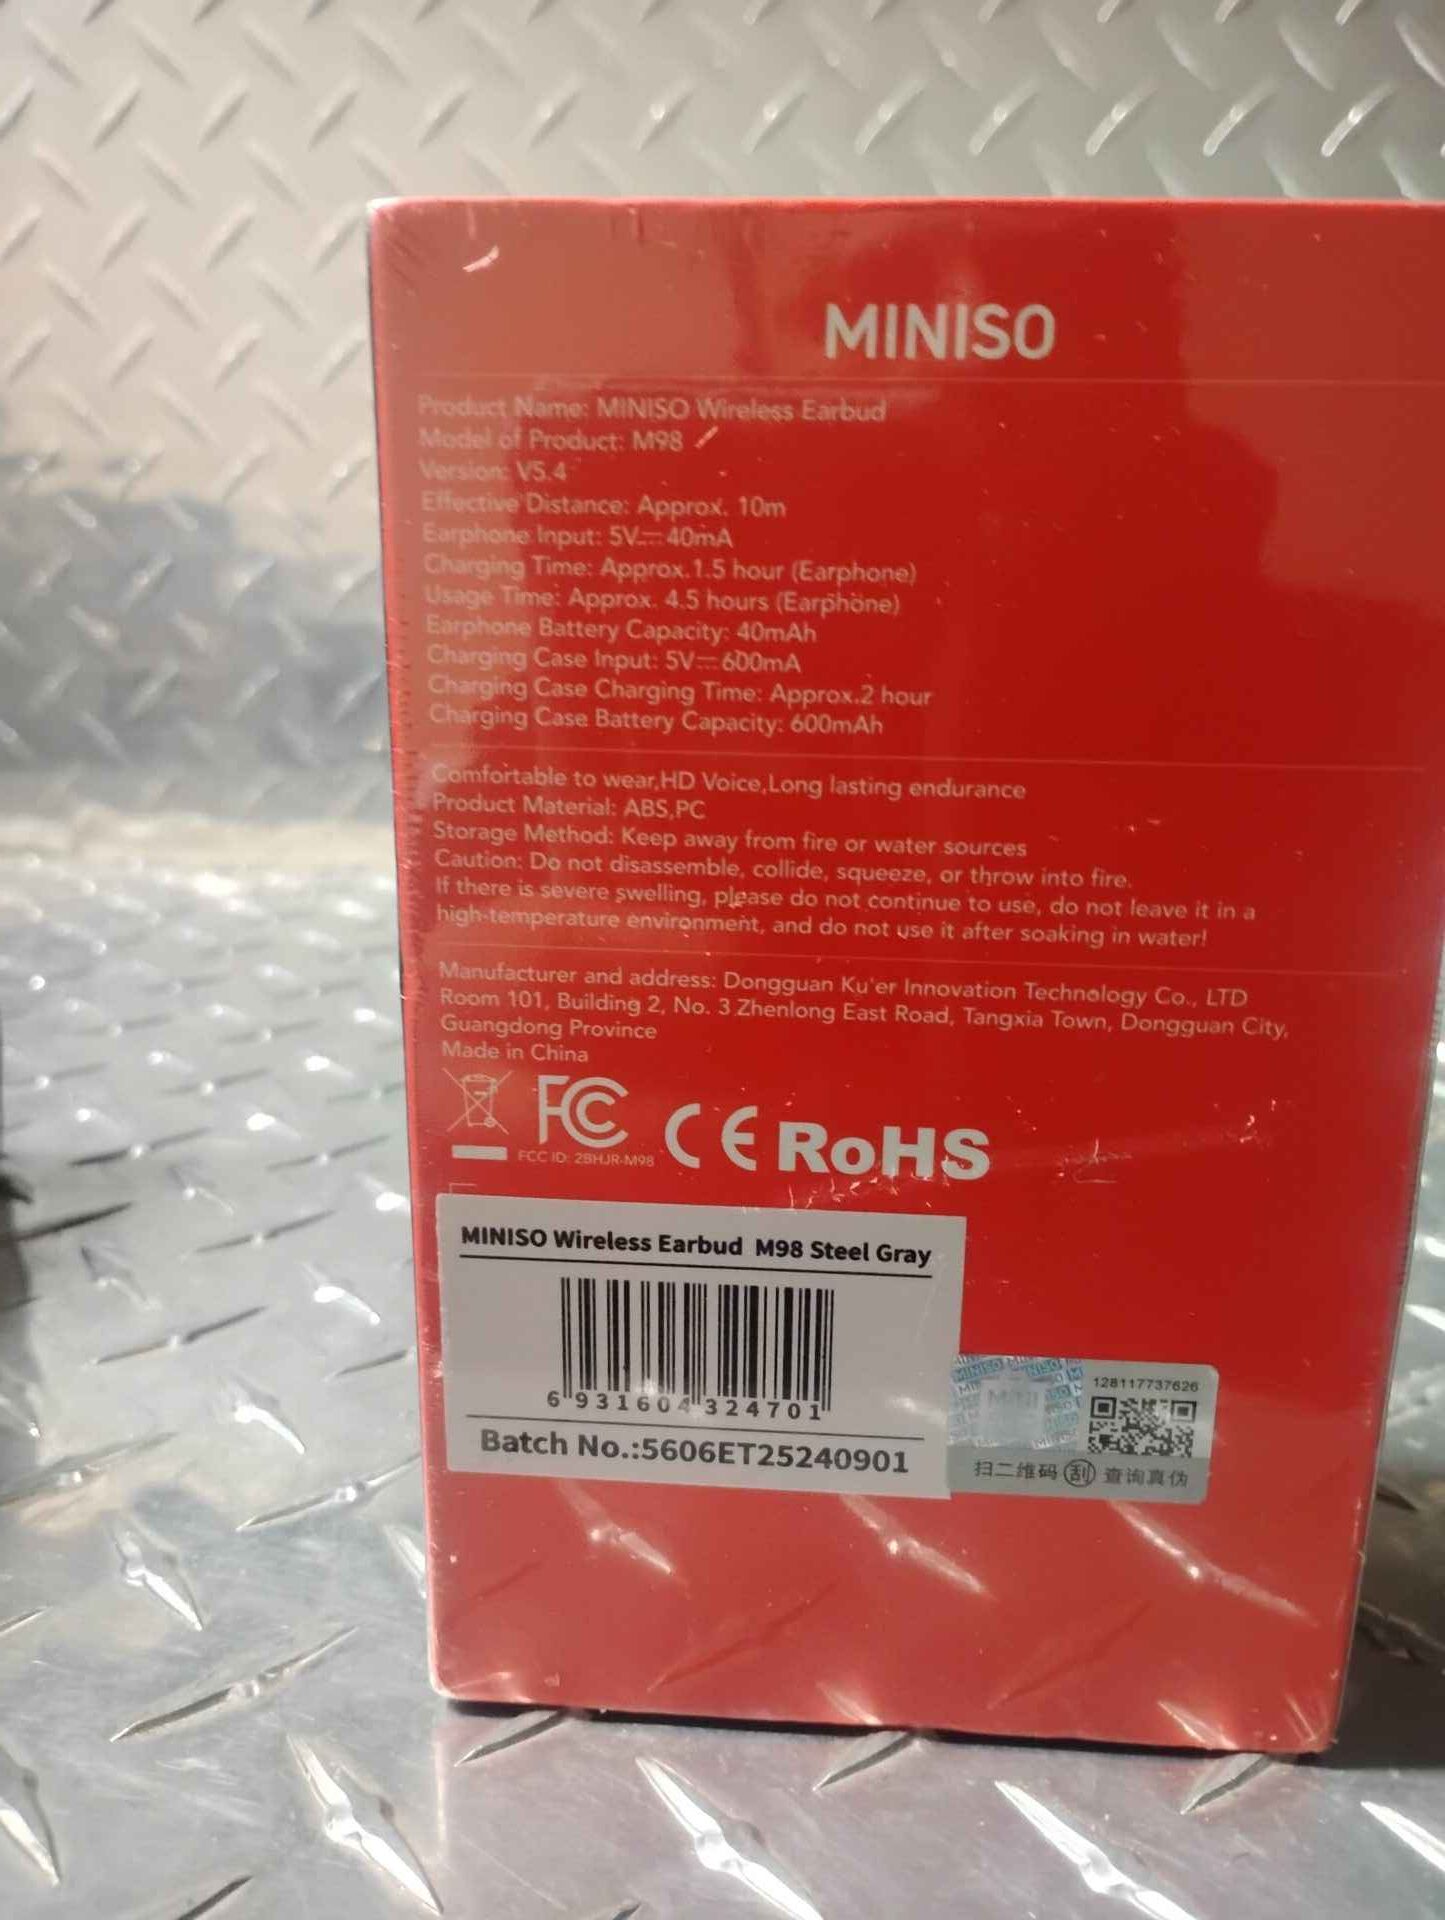 MINISO
Product Name: MINISO Wireless Earbud
Model of Product: M98
Version: V5.4
Effective Distance: Approx. 10m
Earphone Input: 5V⎓40mA
Charging Time: Approx.1.5 hour (Earphone)
Usage Time: Approx. 4.5 hours (Earphone)
Earphone Battery Capacity: 40mAh
Charging Case Input: 5V⎓600mA
Charging Case Charging Time: Approx.2 hour
Charging Case Battery Capacity: 600mAh
Comfortable to wear,HD Voice,Long lasting endurance
Product Material: ABS,PC
Storage Method: Keep away from fire or water sources
Caution: Do not disassemble, collide, squeeze, or throw into fire.
If there is severe swelling, please do not continue to use, do not leave it in a
high-temperature environment, and do not use it after soaking in water!
Manufacturer and address: Dongguan Ku'er Innovation Technology Co., LTD
Room 101, Building 2, No. 3 Zhenlong East Road, Tangxia Town, Dongguan City,
Guangdong Province
Made in China
FC CE RoHS
FCC ID: 2BHJR-M98
MINISO Wireless Earbud M98 Steel Gray
6 931604 324701
Batch No.:5606ET25240901
MINISO
128117737626
扫二维码 刮 查询真伪